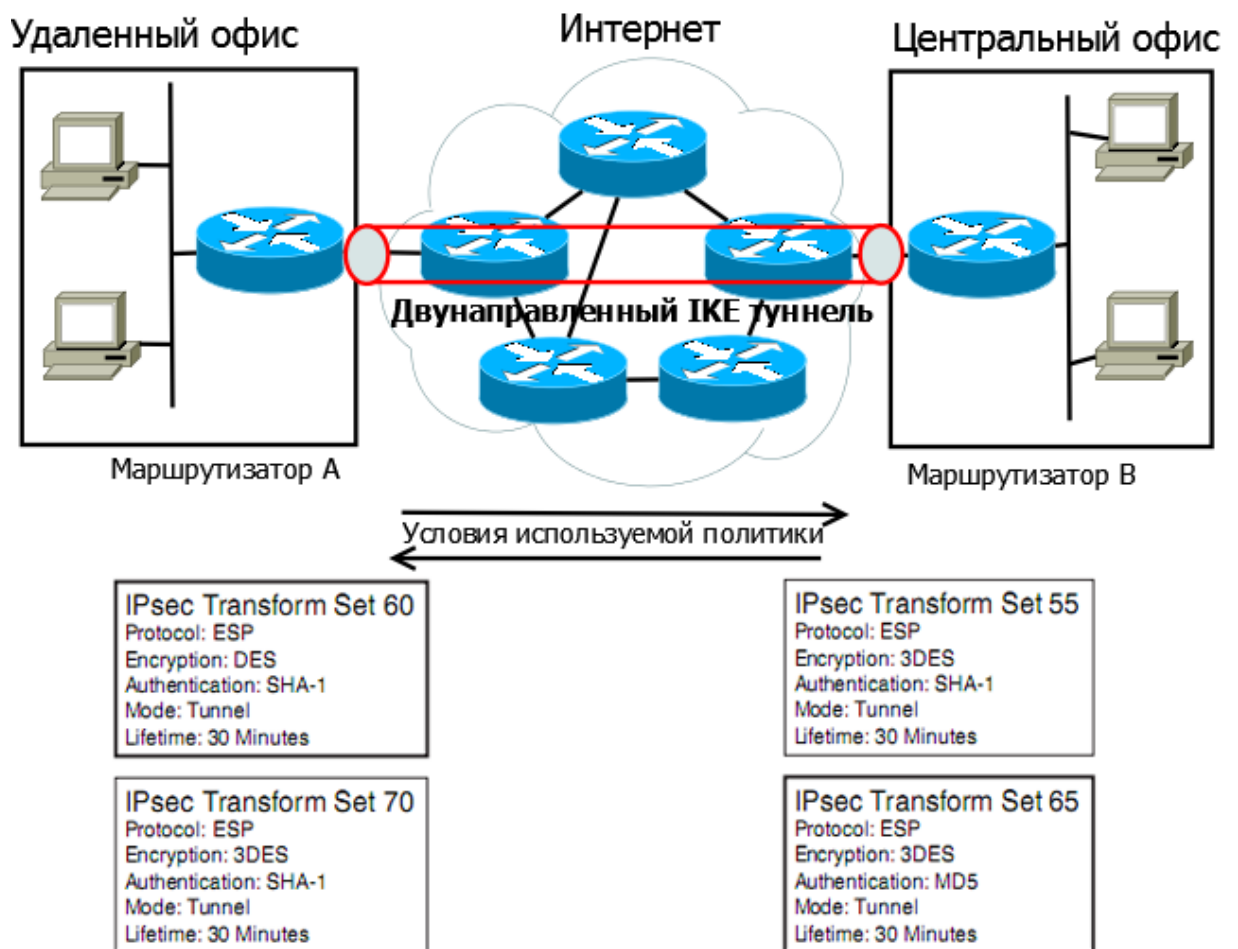 Удаленный офис
Интернет
Центральный офис
Двунаправленный IKE туннель
Маршрутизатор A
Маршрутизатор B
Условия используемой политики
IPsec Transform Set 60
Protocol: ESP
Encryption: DES
Authentication: SHA-1
Mode: Tunnel
Lifetime: 30 Minutes
IPsec Transform Set 55
Protocol: ESP
Encryption: 3DES
Authentication: SHA-1
Mode: Tunnel
Lifetime: 30 Minutes
IPsec Transform Set 70
Protocol: ESP
Encryption: 3DES
Authentication: SHA-1
Mode: Tunnel
Lifetime: 30 Minutes
IPsec Transform Set 65
Protocol: ESP
Encryption: 3DES
Authentication: MD5
Mode: Tunnel
Lifetime: 30 Minutes